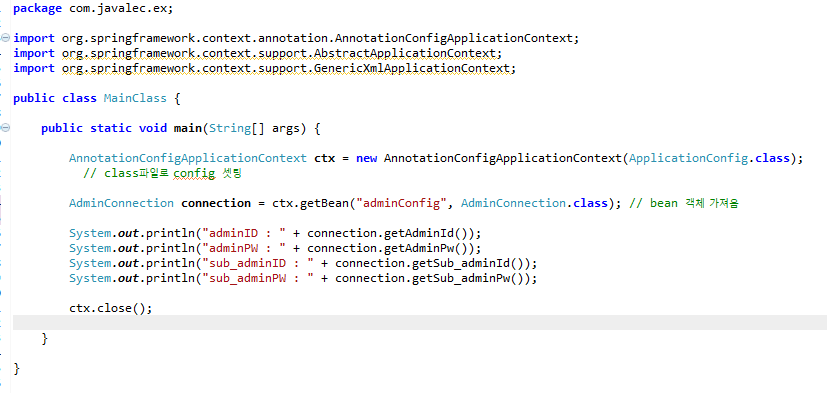 package com.javalec.ex;
import org.springframework.context.annotation.AnnotationConfigApplicationContext;
import org.springframework.context.support.AbstractApplicationContext;
import org.springframework.context.support.GenericXmlApplicationContext;
public class MainClass {
public static void main(String[] args) {
AnnotationConfigApplicationContext ctx = new AnnotationConfigApplicationContext(ApplicationConfig.class);
// class파일로 config 셋팅
AdminConnection connection = ctx.getBean("adminConfig", AdminConnection.class); // bean 객체 가져옴
System.out.println("adminID : " + connection.getAdminId());
System.out.println("adminPW : " + connection.getAdminPw());
System.out.println("sub_adminID : " + connection.getSub_adminId());
System.out.println("sub_adminPW : " + connection.getSub_adminPw());
ctx.close();
}
}